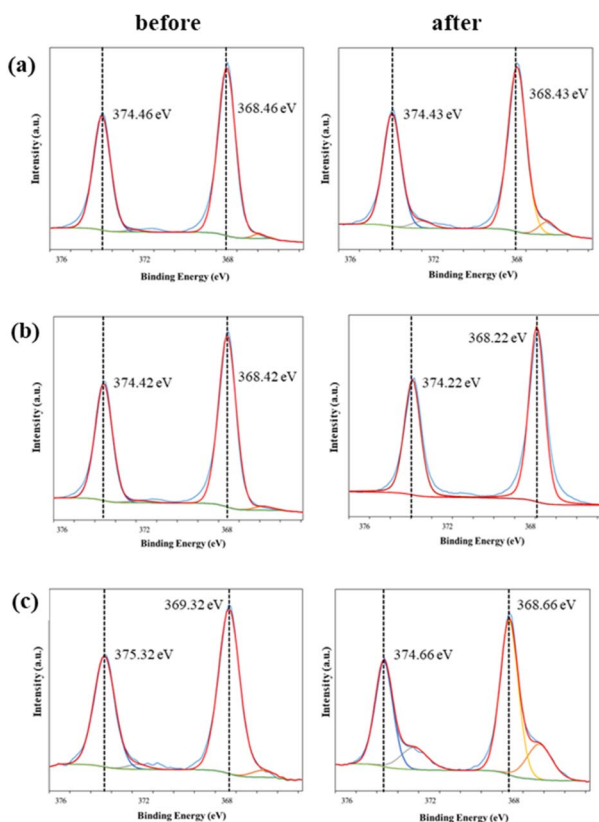 before
after
(a)
Intensity (a.u.)
374.46 eV
368.46 eV
376
372
368
Binding Energy (eV)
Intensity (a.u.)
374.43 eV
368.43 eV
376
372
368
Binding Energy (eV)
(b)
Intensity (a.u.)
374.42 eV
368.42 eV
376
372
368
Binding Energy (eV)
Intensity (a.u.)
374.22 eV
368.22 eV
376
372
368
Binding Energy (eV)
(c)
Intensity (a.u.)
375.32 eV
369.32 eV
376
372
368
Binding Energy (eV)
Intensity (a.u.)
374.66 eV
368.66 eV
376
372
368
Binding Energy (eV)